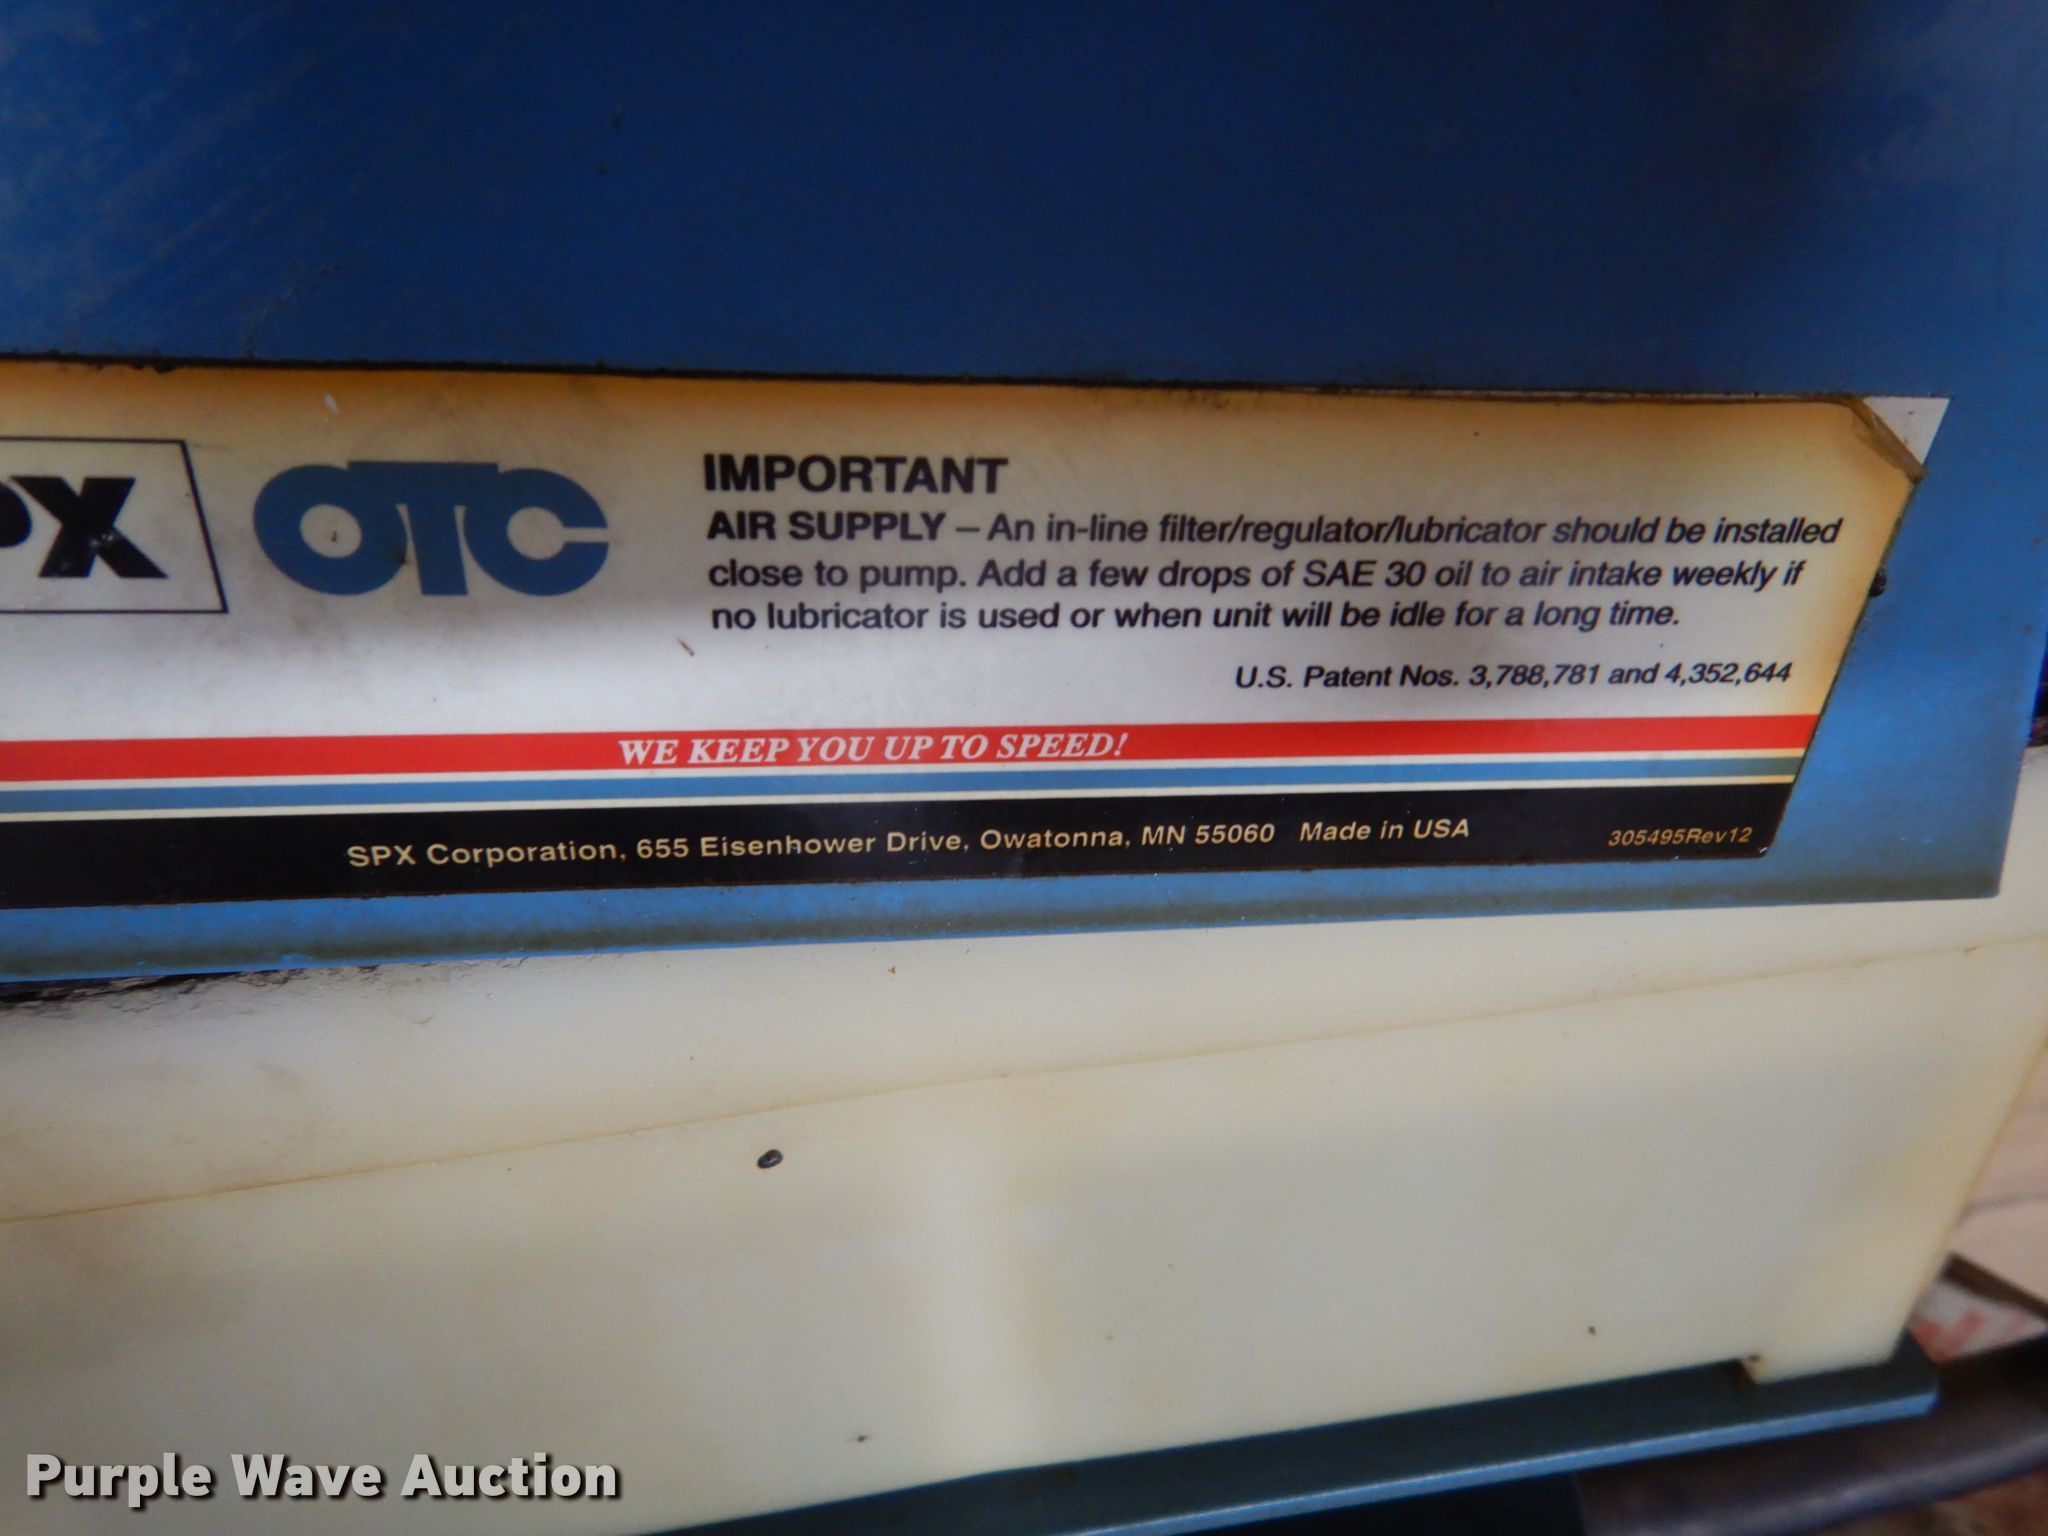 PX OTC
IMPORTANT
AIR SUPPLY – An in-line filter/regulator/lubricator should be installed
close to pump. Add a few drops of SAE 30 oil to air intake weekly if
no lubricator is used or when unit will be idle for a long time.
U.S. Patent Nos. 3,788,781 and 4,352,644
WE KEEP YOU UP TO SPEED!
SPX Corporation, 655 Eisenhower Drive, Owatonna, MN 55060 Made in USA 305495Rev12
Purple Wave Auction